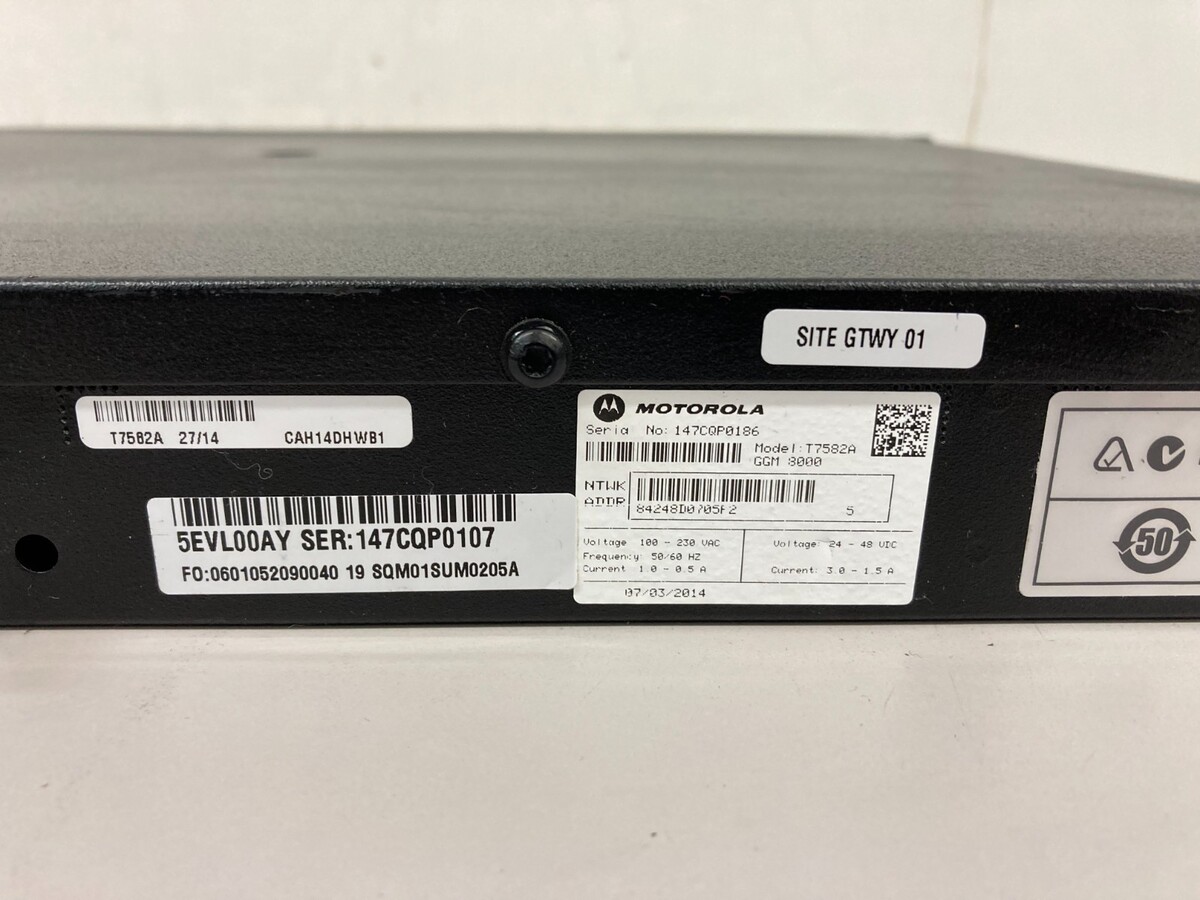 SITE GTWY 01
T7582A 27/14 CAH14DHWB1
5EVL00AY SER:147CQP0107
FO:0601052090040 19 SQM01SUM0205A
MOTOROLA
Seria No: 147CQP0186
Model:T7582A
GGM 8000
NTWK
ADDR
84248D0705F2 5
Voltage 100 - 230 VAC
Frequency 50/60 HZ
Current 1.0 - 0.5 A
Voltage 24 - 48 VDC
Current: 3.0 - 1.5 A
07/03/2014
50